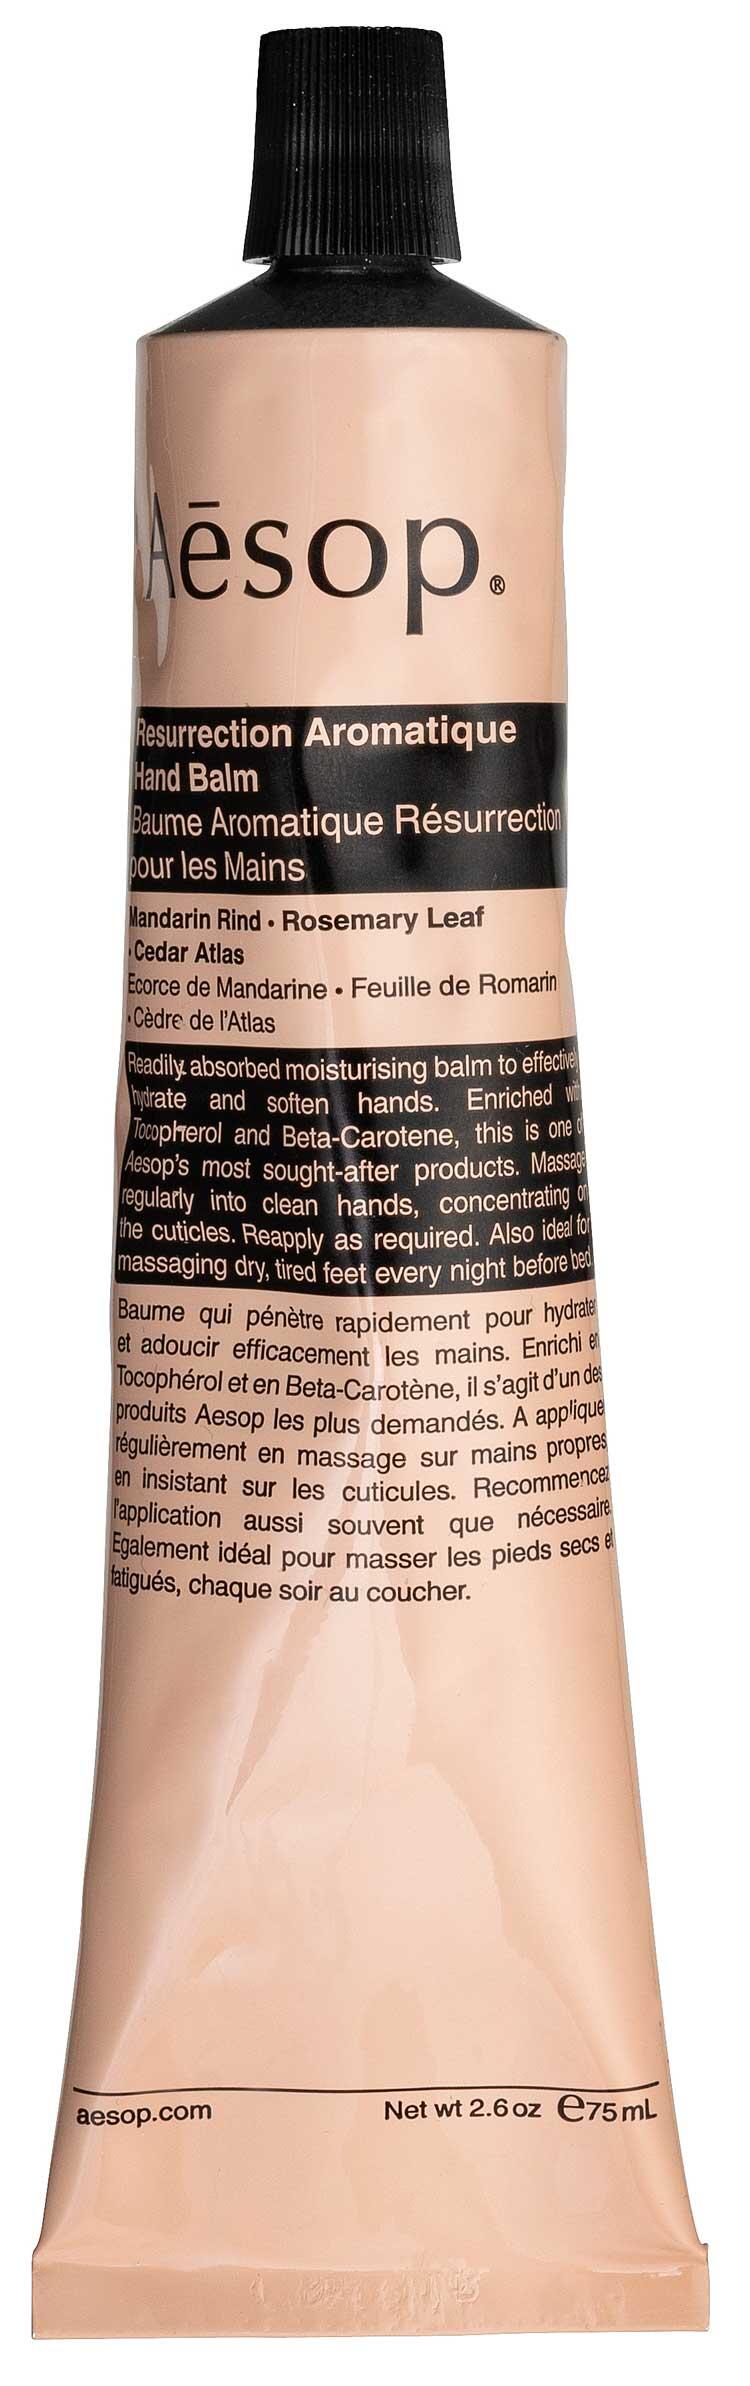 Aēsop.®
Resurrection Aromatique
Hand Balm
Baume Aromatique Résurrection
pour les Mains
Mandarin Rind • Rosemary Leaf
• Cedar Atlas
Ecorce de Mandarine • Feuille de Romarin
• Cèdre de l'Atlas
Readily absorbed moisturising balm to effectively
hydrate and soften hands. Enriched with
Tocopherol and Beta-Carotene, this is one of
Aesop's most sought-after products. Massage
regularly into clean hands, concentrating on
the cuticles. Reapply as required. Also ideal for
massaging dry, tired feet every night before bed.
Baume qui pénètre rapidement pour hydrater
et adoucir efficacement les mains. Enrichi en
Tocophérol et en Beta-Carotène, il s'agit d'un des
produits Aesop les plus demandés. A appliquer
régulièrement en massage sur mains propres,
en insistant sur les cuticules. Recommencez
l'application aussi souvent que nécessaire.
Egalement idéal pour masser les pieds secs et
fatigués, chaque soir au coucher.
aesop.com Net wt 2.6 oz ℮75 mL